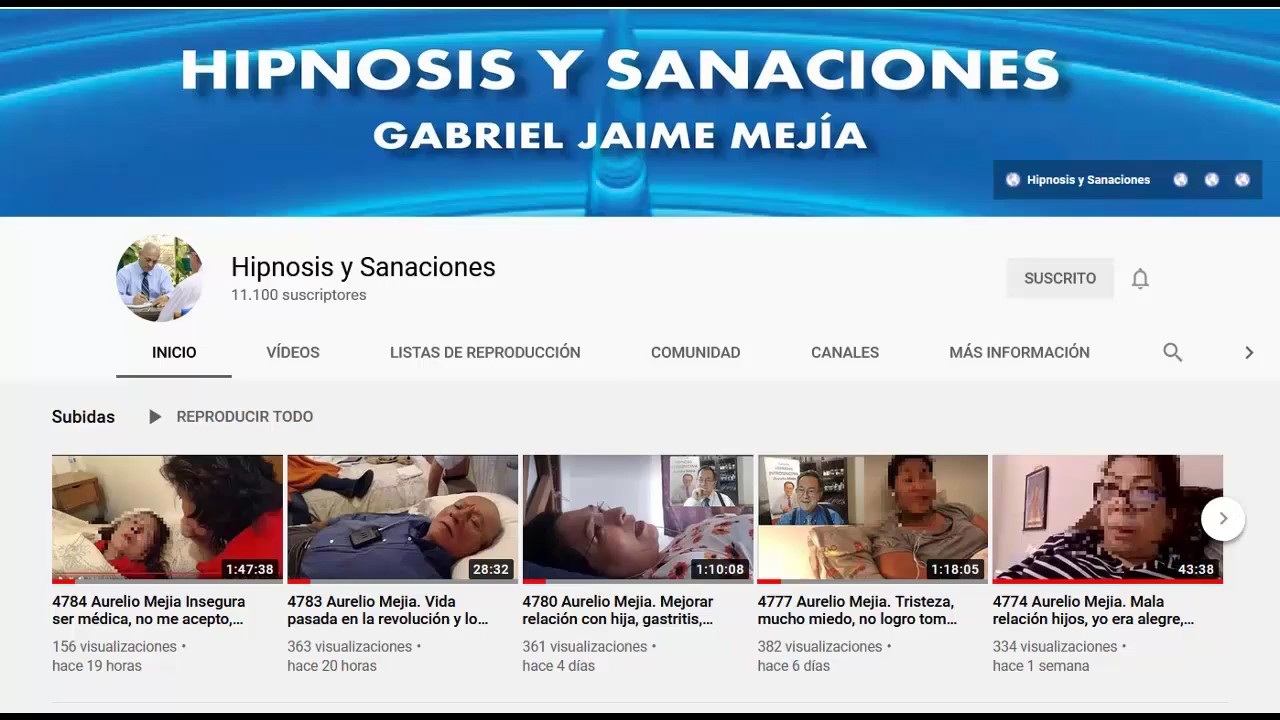 HIPNOSIS Y SANACIONES
GABRIEL JAIME MEJÍA
Hipnosis y Sanaciones
Hipnosis y Sanaciones
11.100 suscriptores
SUSCRITO
INICIO
VÍDEOS
LISTAS DE REPRODUCCIÓN
COMUNIDAD
CANALES
MÁS INFORMACIÓN
Subidas
REPRODUCIR TODO
1:47:38
28:32
1:10:08
1:18:05
43:38
4784 Aurelio Mejia Insegura
ser médica, no me acepto,...
156 visualizaciones •
hace 19 horas
4783 Aurelio Mejia. Vida
pasada en la revolución y lo...
363 visualizaciones •
hace 20 horas
4780 Aurelio Mejia. Mejorar
relación con hija, gastritis,...
361 visualizaciones •
hace 4 días
4777 Aurelio Mejia. Tristeza,
mucho miedo, no logro tom...
382 visualizaciones •
hace 6 días
4774 Aurelio Mejia. Mala
relación hijos, yo era alegre,...
334 visualizaciones •
hace 1 semana